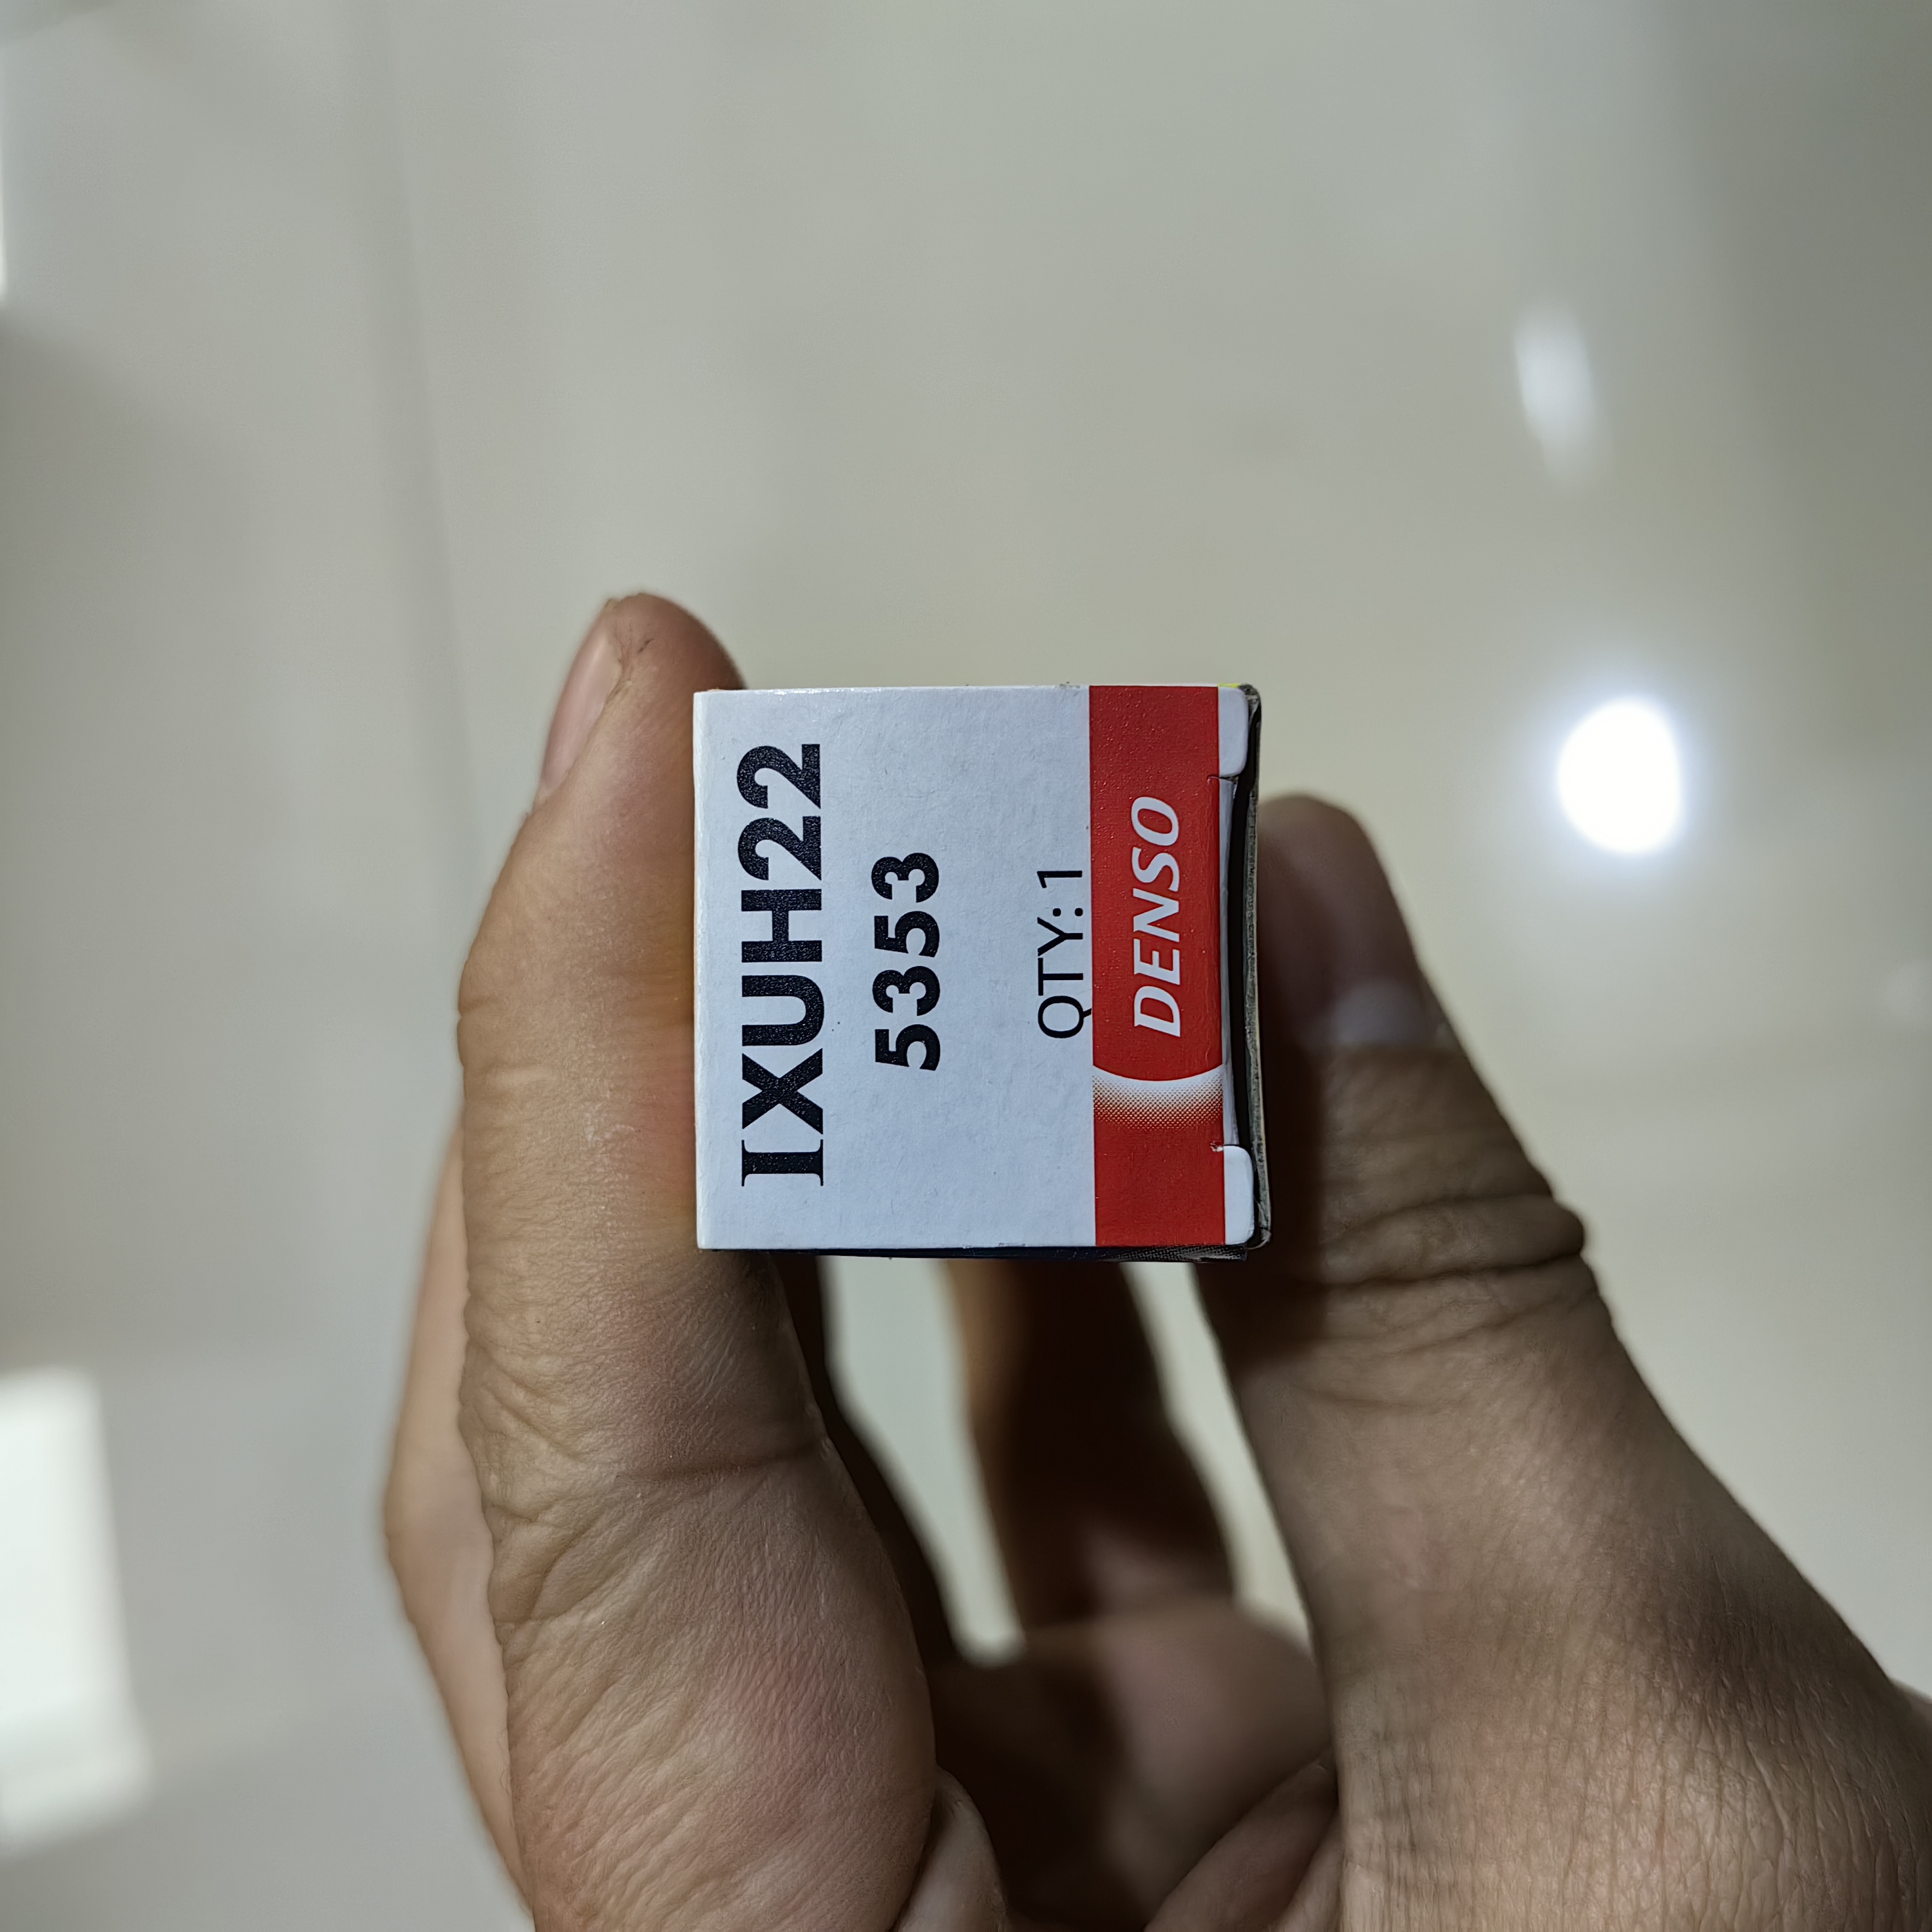 IXUH22
5353
QTY: 1
DENSO